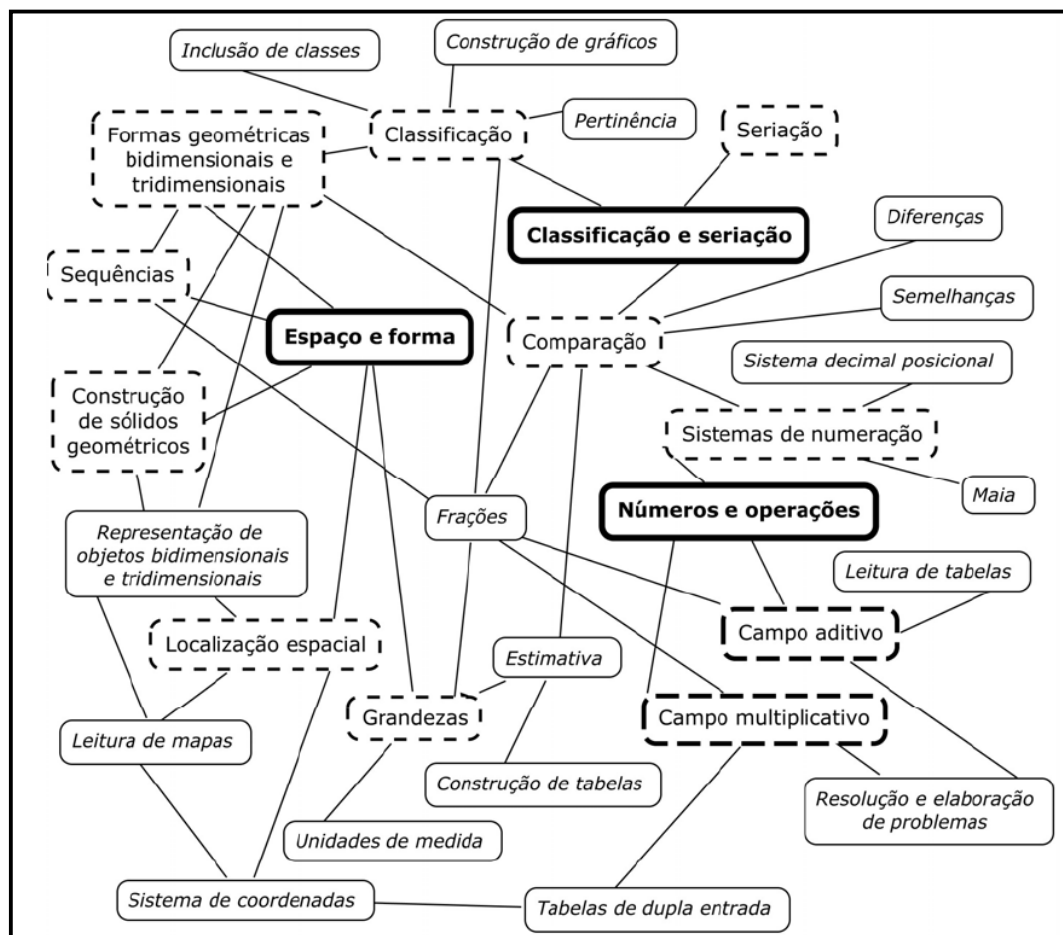 Inclusão de classes
Construção de gráficos
Formas geométricas
bidimensionais e
tridimensionais
Classificação
Pertinência
Seriação
Classificação e seriação
Diferenças
Sequências
Semelhanças
Espaço e forma
Comparação
Sistema decimal posicional
Construção
de sólidos
geométricos
Sistemas de numeração
Maia
Números e operações
Frações
Representação de
objetos bidimensionais
e tridimensionais
Leitura de tabelas
Campo aditivo
Localização espacial
Estimativa
Grandezas
Campo multiplicativo
Leitura de mapas
Construção de tabelas
Resolução e elaboração
de problemas
Unidades de medida
Sistema de coordenadas
Tabelas de dupla entrada